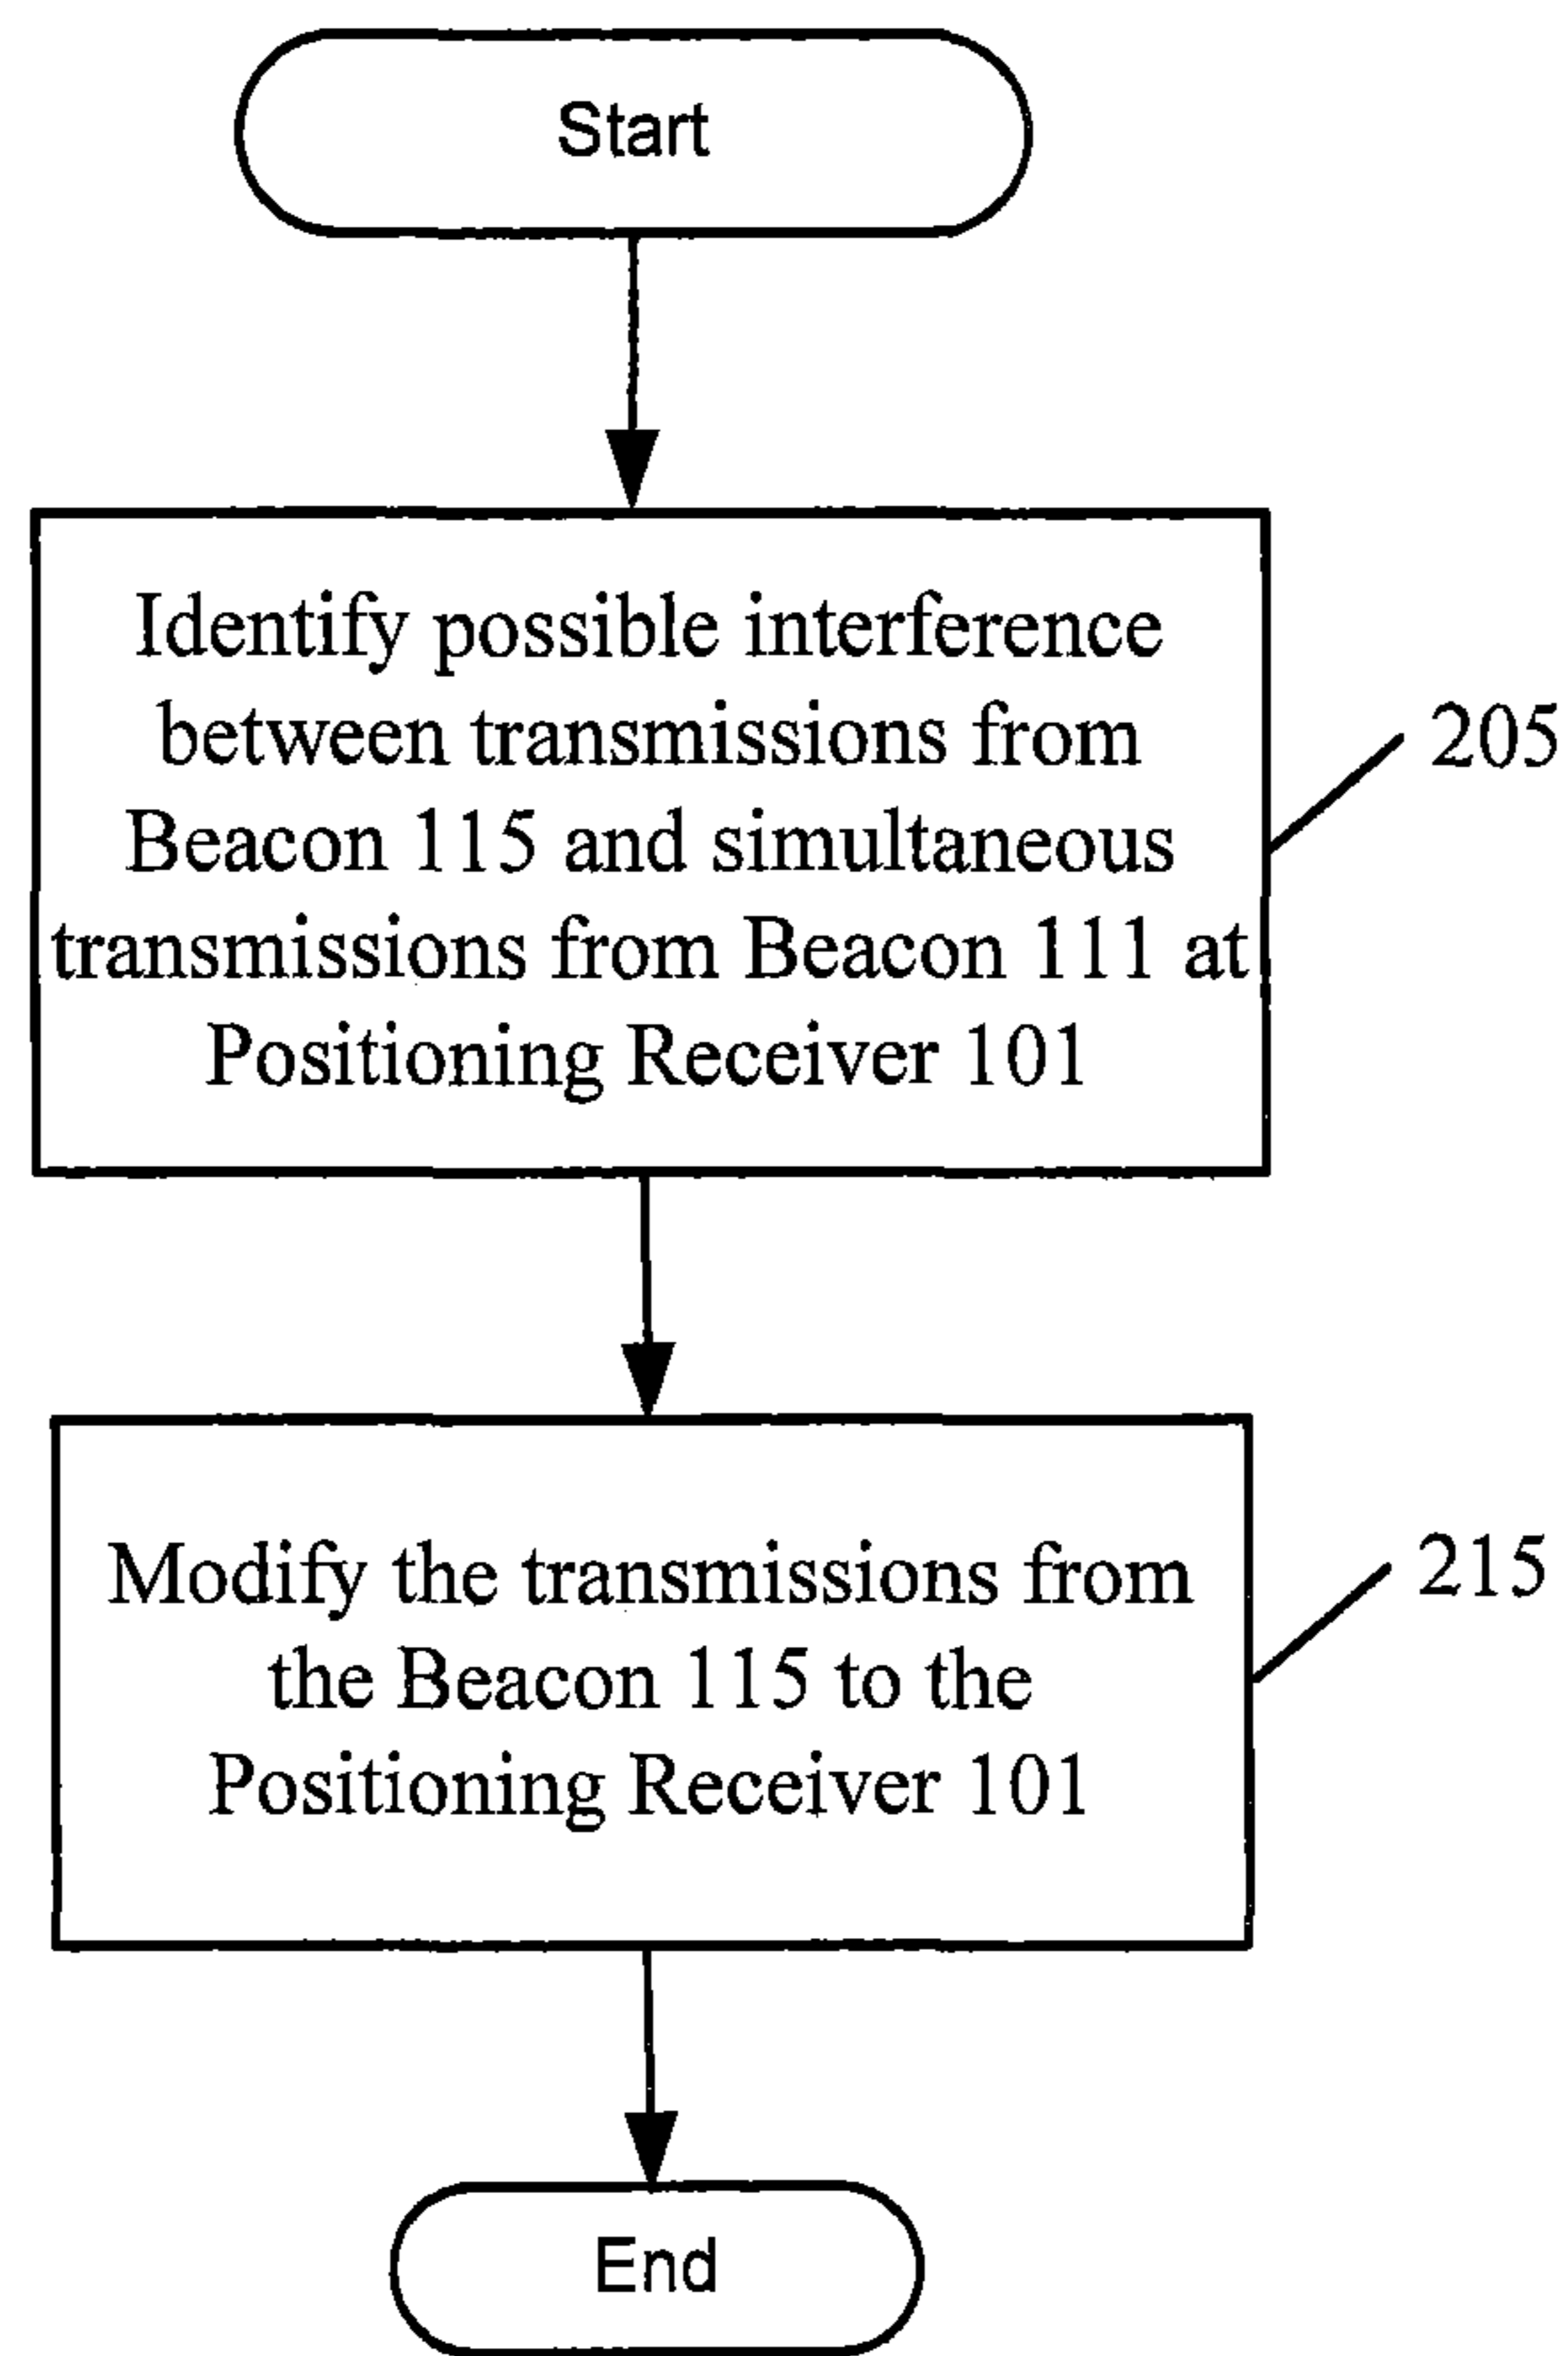 Start
Identify possible interference
between transmissions from
Beacon 115 and simultaneous
transmissions from Beacon 111 at
Positioning Receiver 101
205
Modify the transmissions from
the Beacon 115 to the
Positioning Receiver 101
215
End